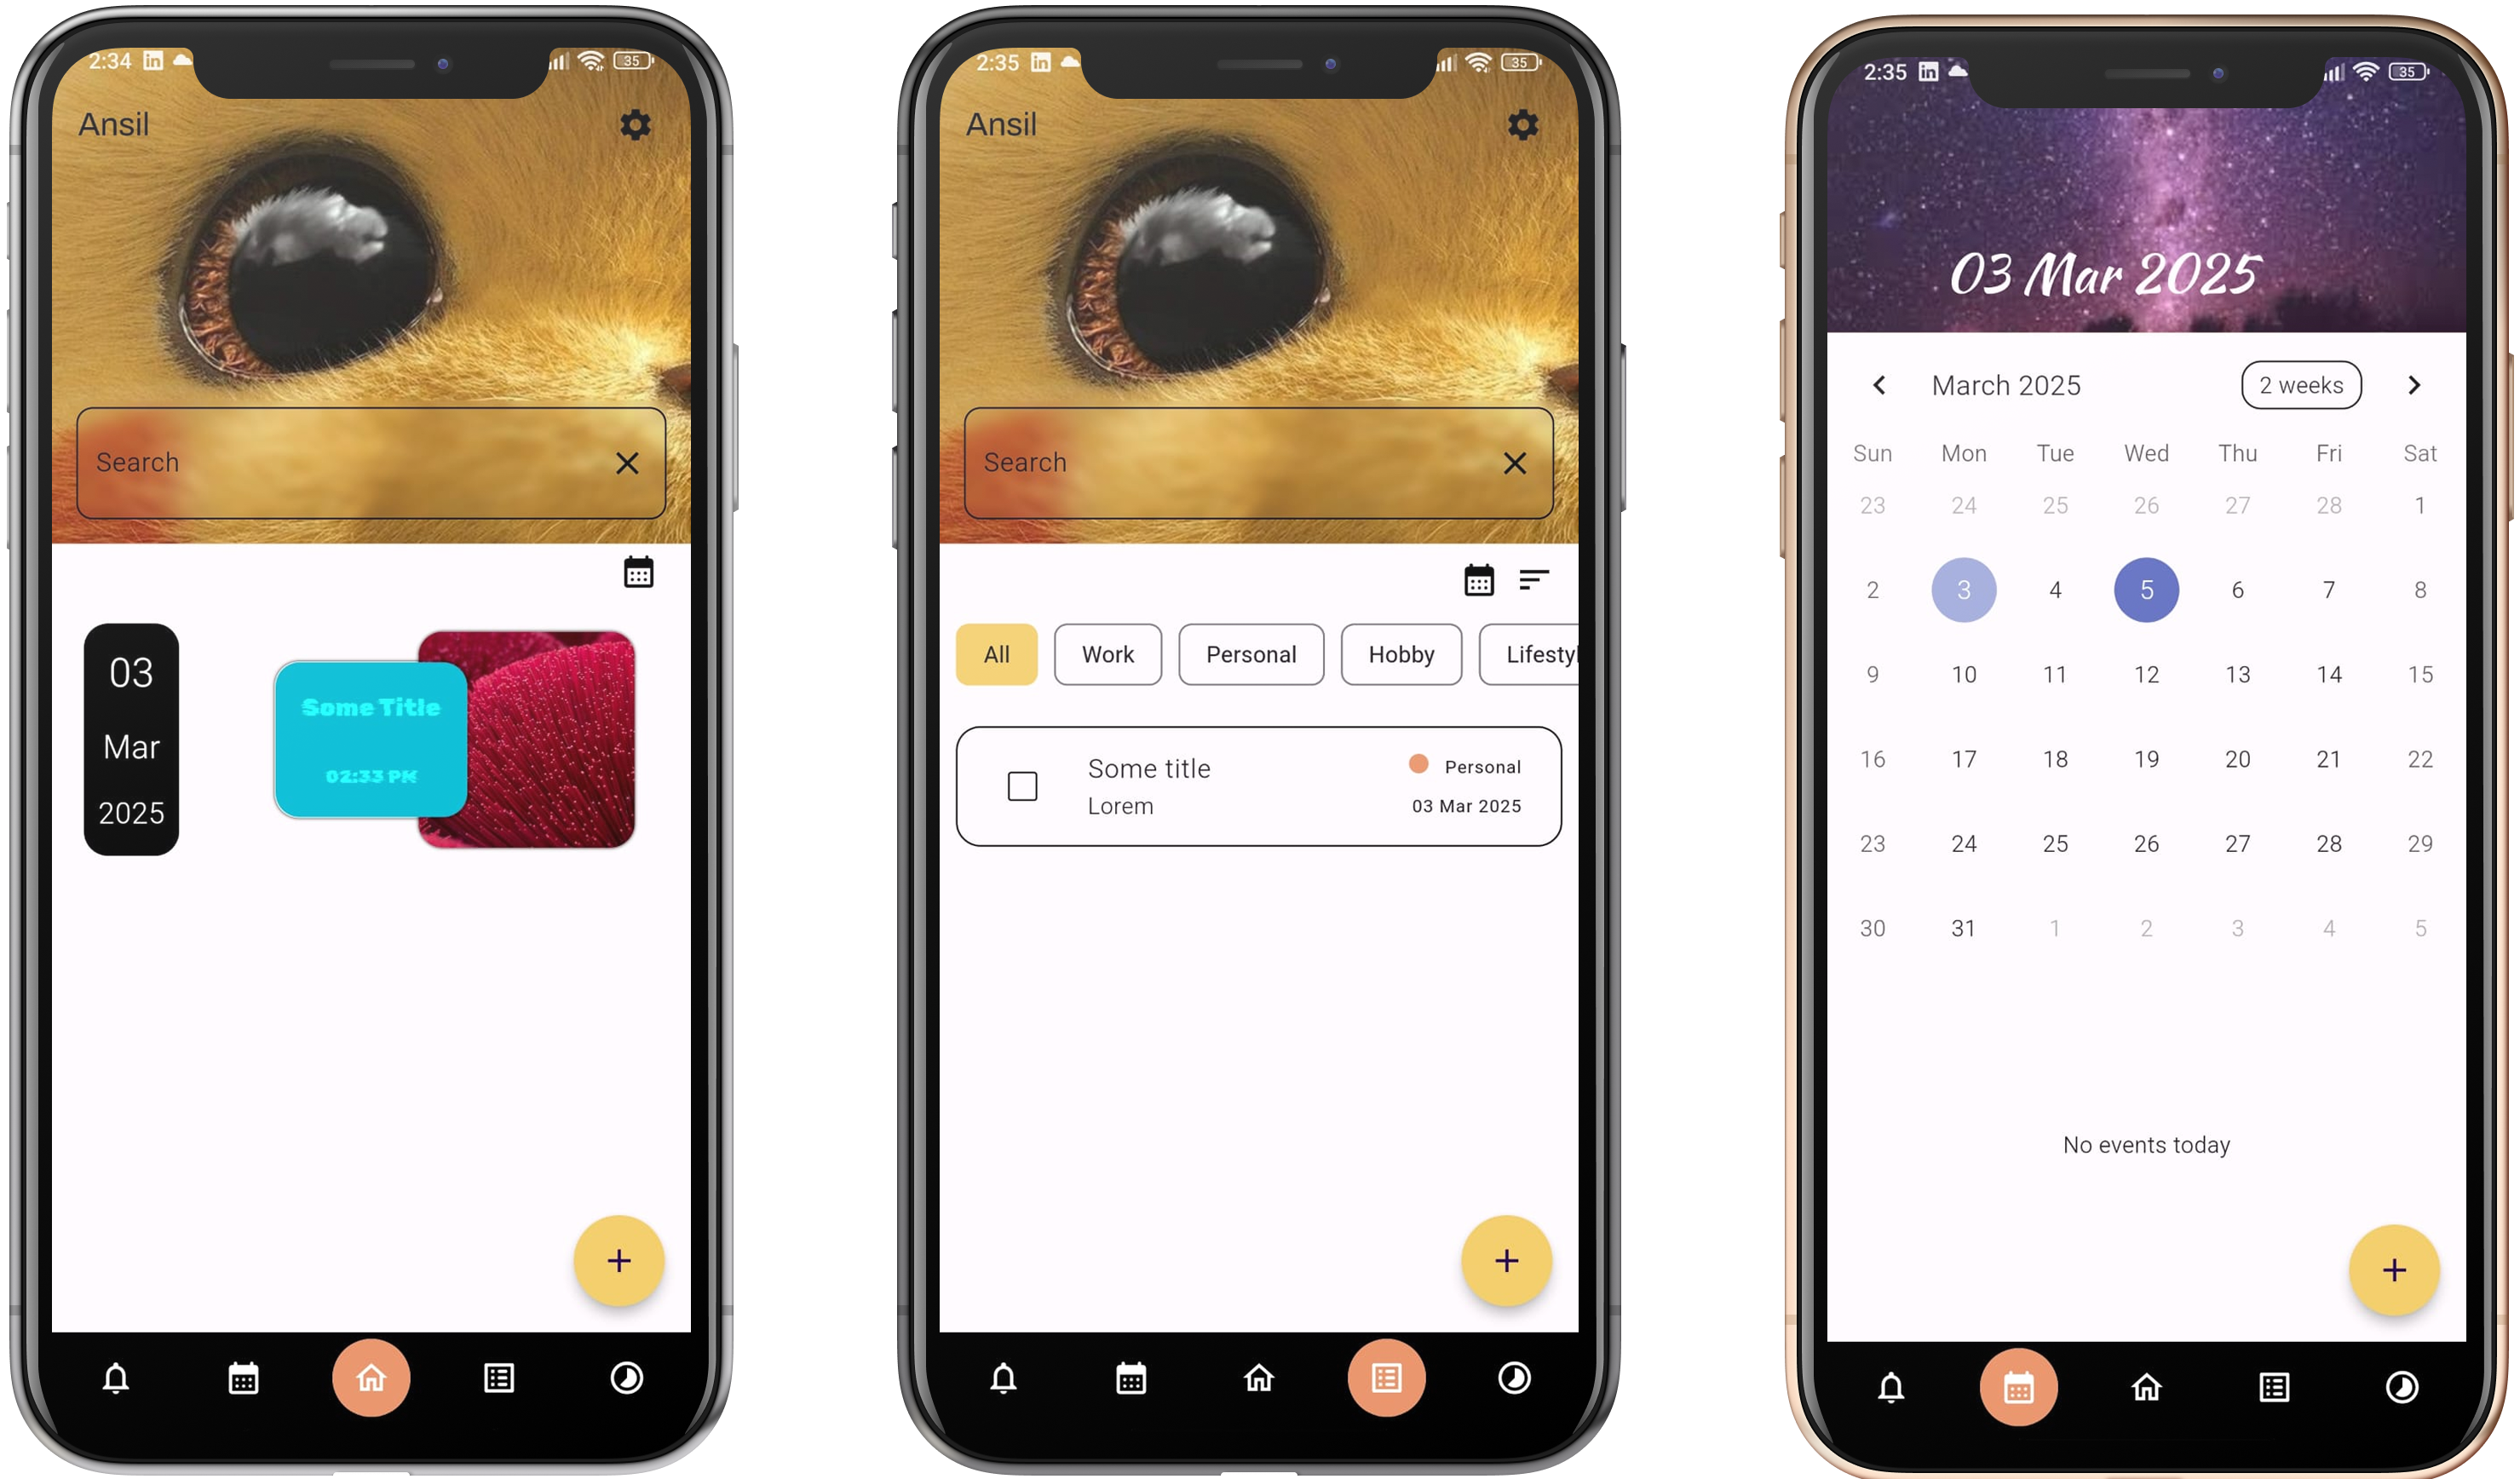 2:34 in 35
Ansil
Search
03
Mar
2025
Some Title
02:33 PM
2:35 in 35
Ansil
Search
All Work Personal Hobby Lifestyl
Some title Personal
Lorem 03 Mar 2025
2:35 in 35
03 Mar 2025
March 2025 2 weeks
Sun Mon Tue Wed Thu Fri Sat
23 24 25 26 27 28 1
2 3 4 5 6 7 8
9 10 11 12 13 14 15
16 17 18 19 20 21 22
23 24 25 26 27 28 29
30 31 1 2 3 4 5
No events today